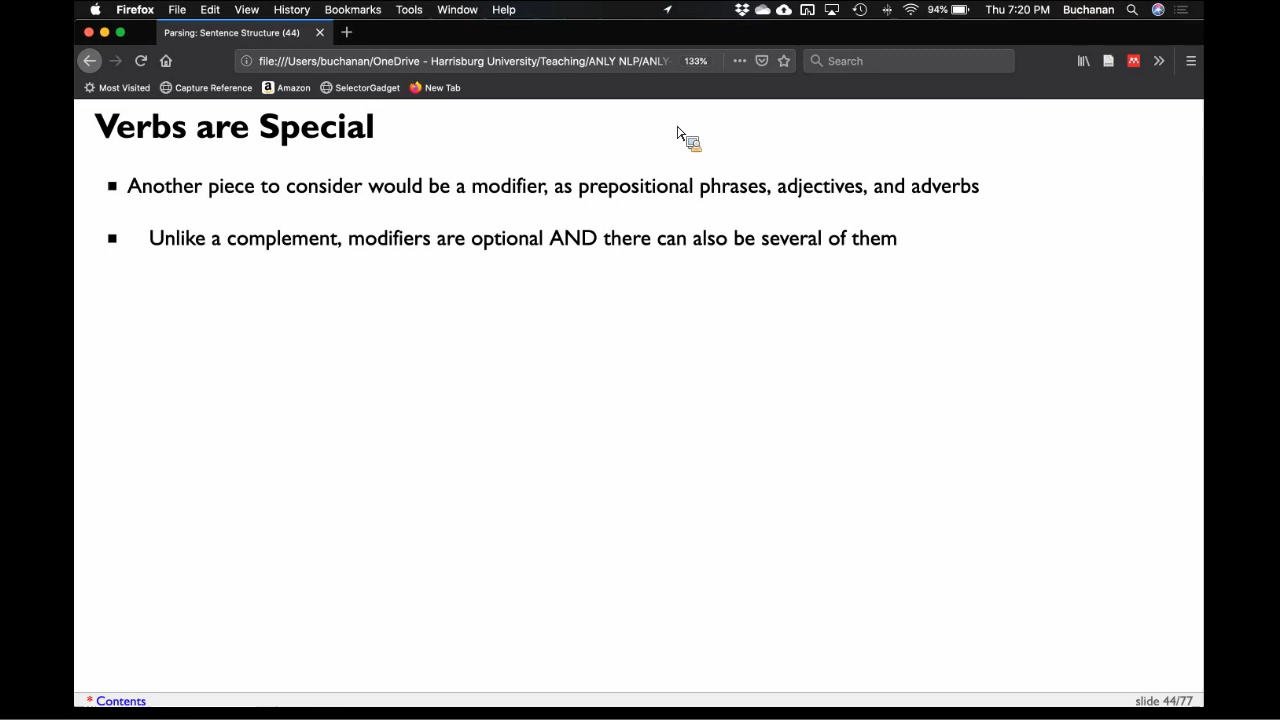 Firefox File Edit View History Bookmarks Tools Window Help 94% Thu 7:20 PM Buchanan
Parsing: Sentence Structure (44)
file:///Users/buchanan/OneDrive - Harrisburg University/Teaching/ANLY NLP/ANLY- 133% Search
Most Visited Capture Reference Amazon SelectorGadget New Tab
Verbs are Special
Another piece to consider would be a modifier, as prepositional phrases, adjectives, and adverbs
Unlike a complement, modifiers are optional AND there can also be several of them
* Contents slide 44/77